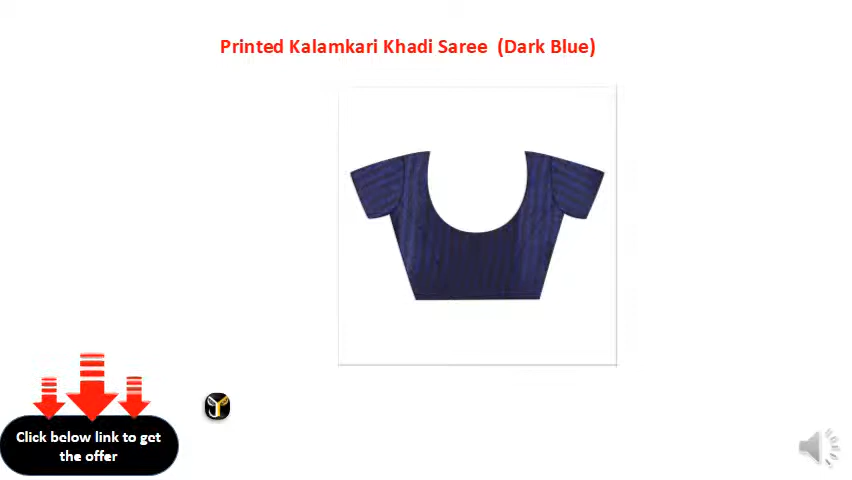 Printed Kalamkari Khadi Saree  (Dark Blue)
Click below link to get
the offer